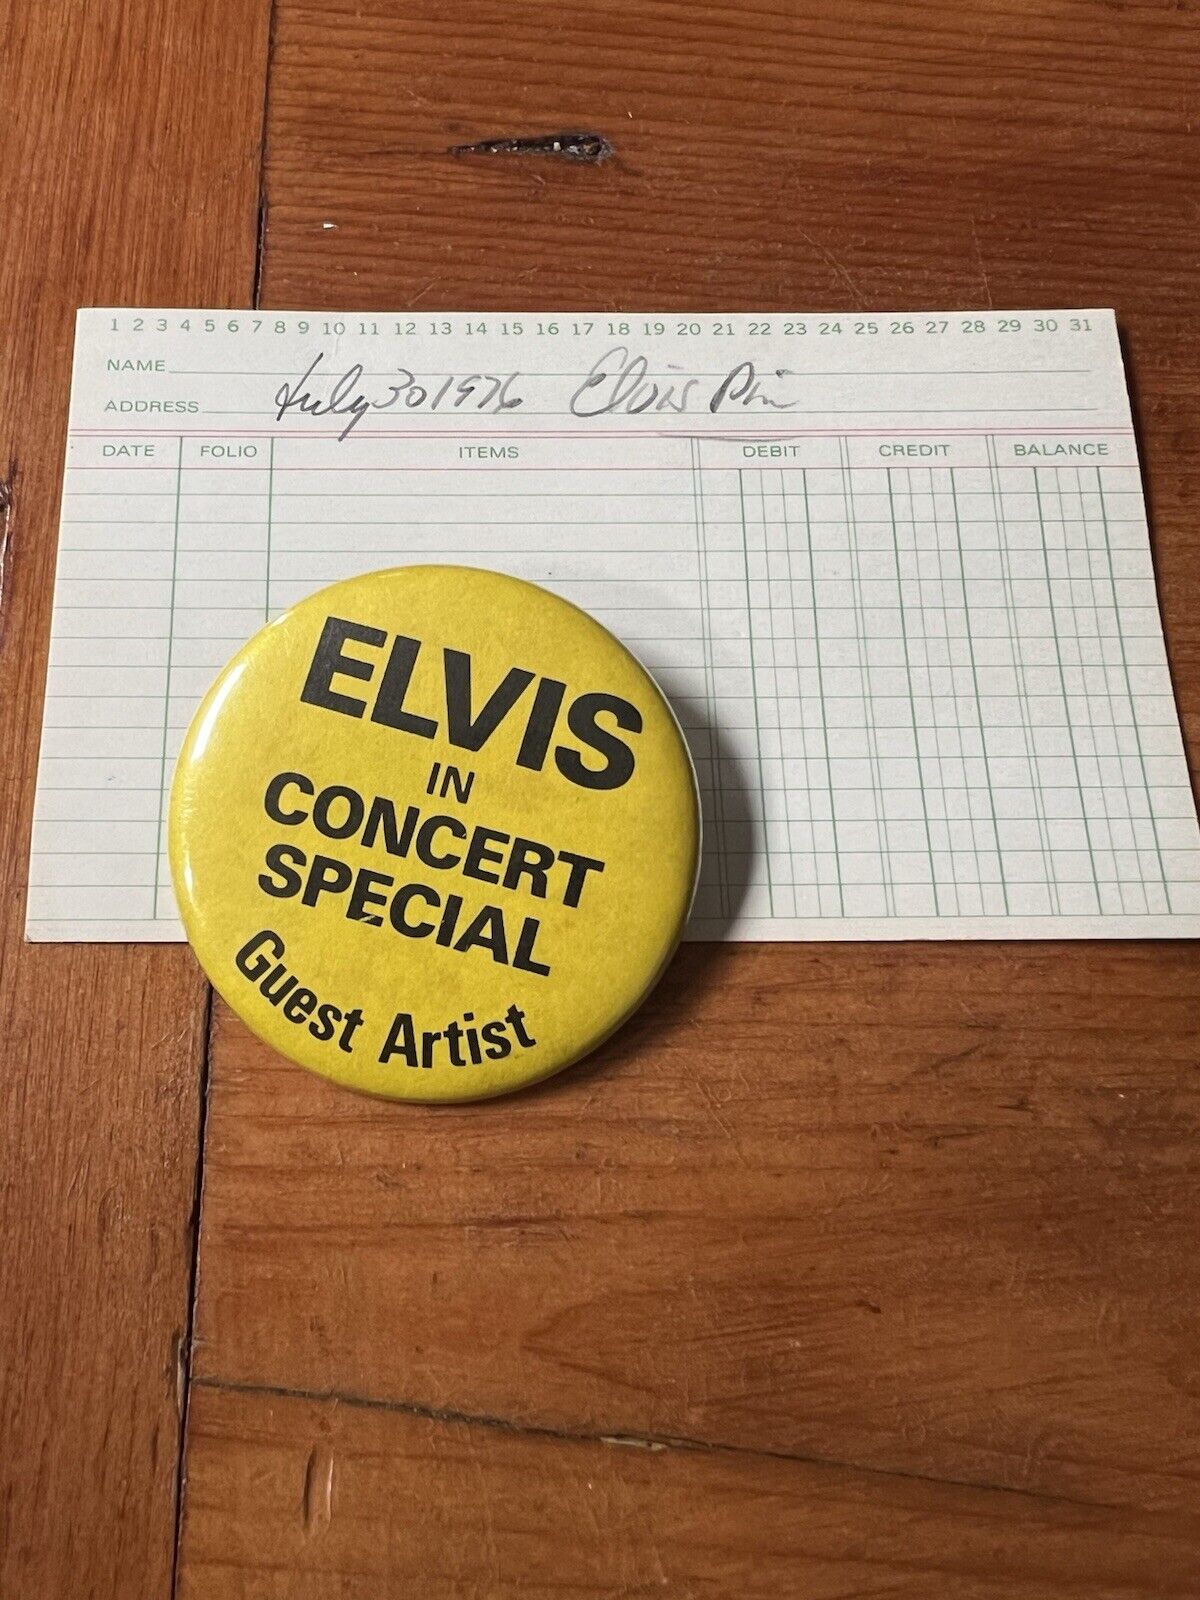 1 2 3 4 5 6 7 8 9 10 11 12 13 14 15 16 17 18 19 20 21 22 23 24 25 26 27 28 29 30 31
NAME
ADDRESS July 30 1976 Elvis Pin
DATE FOLIO ITEMS DEBIT CREDIT BALANCE
ELVIS
IN
CONCERT
SPECIAL
Guest Artist